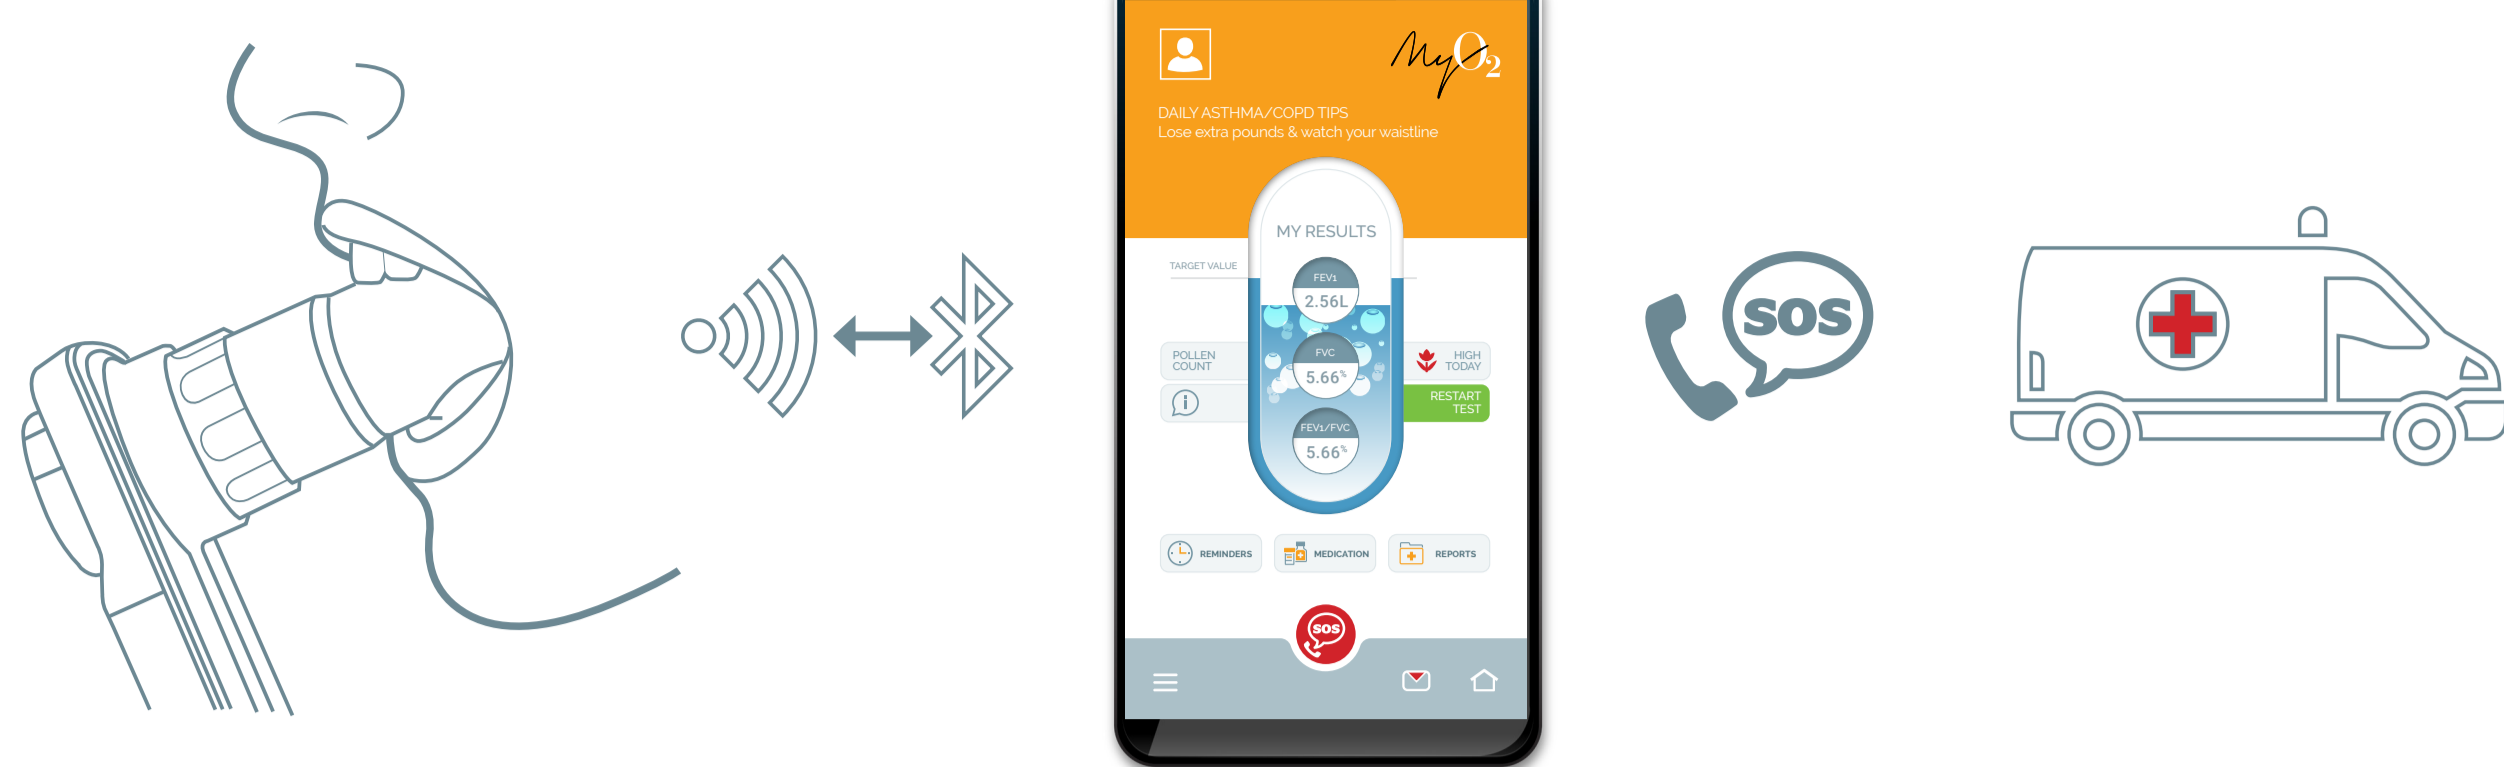 MyO2
DAILY ASTHMA/COPD TIPS
Lose extra pounds & watch your waistline
MY RESULTS
TARGET VALUE
FEV1
2.56L
FVC
5.66%
FEV1/FVC
5.66%
POLLEN
COUNT
HIGH
TODAY
RESTART
TEST
REMINDERS
MEDICATION
REPORTS
SOS
SOS